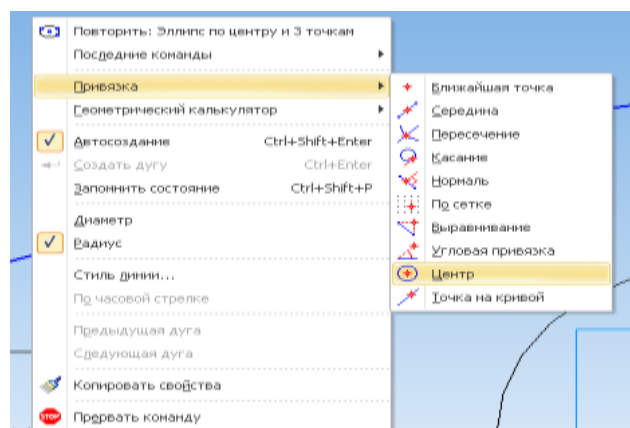 Повторить: Эллипс по центру и 3 точкам
Последние команды
Привязка
Геометрический калькулятор
Автосоздание Ctrl+Shift+Enter
Создать дугу Ctrl+Enter
Запомнить состояние Ctrl+Shift+P
Диаметр
Радиус
Стиль линии...
По часовой стрелке
Предыдущая дуга
Следующая дуга
Копировать свойства
STOP Прервать команду
Ближайшая точка
Середина
Пересечение
Касание
Нормаль
По сетке
Выравнивание
Угловая привязка
Центр
Точка на кривой